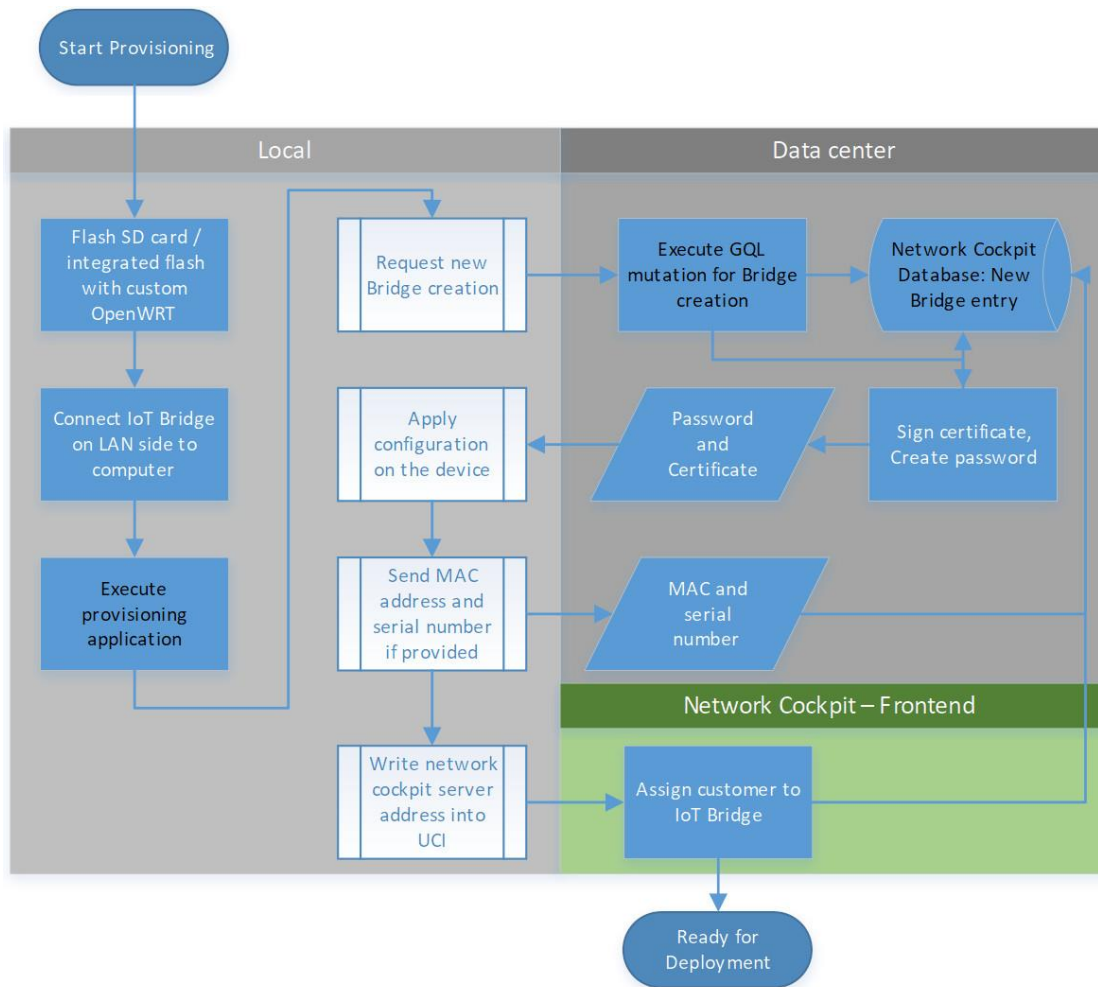 Start Provisioning
Local
Data center
Flash SD card /
integrated flash
with custom
OpenWRT
Request new
Bridge creation
Execute GQL
mutation for Bridge
creation
Network Cockpit
Database: New
Bridge entry
Connect IoT Bridge
on LAN side to
computer
Apply
configuration
on the device
Password
and
Certificate
Sign certificate,
Create password
Execute
provisioning
application
Send MAC
address and
serial number
if provided
MAC and
serial
number
Network Cockpit – Frontend
Write network
cockpit server
address into
UCI
Assign customer to
IoT Bridge
Ready for
Deployment